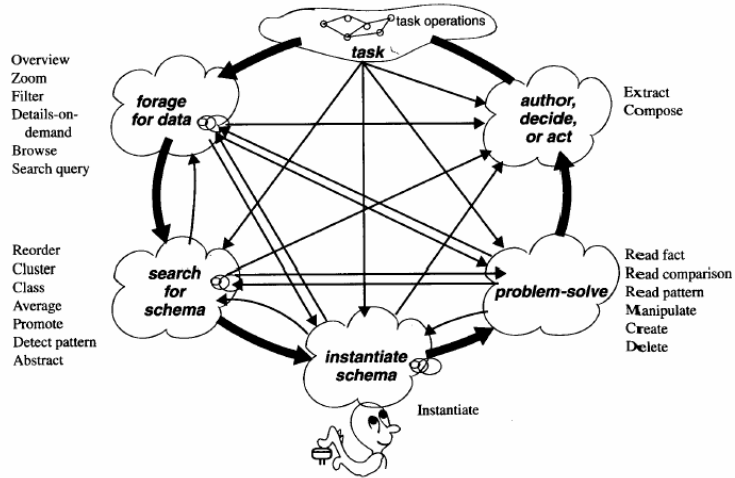 task operations
task
Overview
Zoom
Filter
Details-on-
demand
Browse
Search query
forage
for data
author,
decide,
or act
Extract
Compose
Reorder
Cluster
Class
Average
Promote
Detect pattern
Abstract
search
for
schema
problem-solve
Read fact
Read comparison
Read pattern
Manipulate
Create
Delete
instantiate
schema
Instantiate